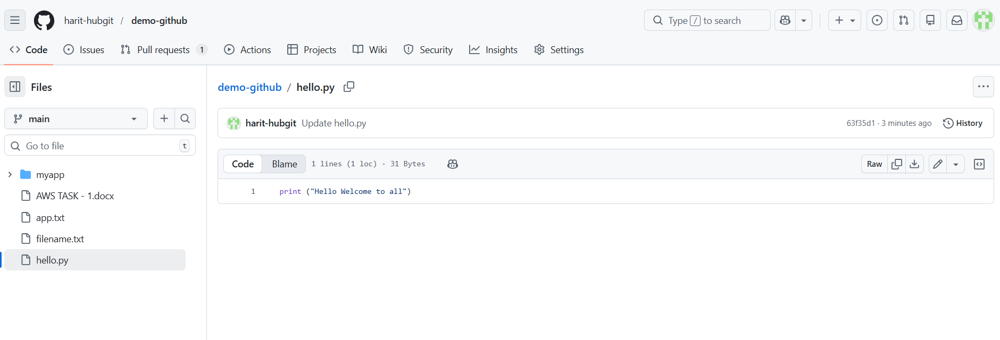 harit-hubgit / demo-github
Type / to search
Code Issues Pull requests 1 Actions Projects Wiki Security Insights Settings
Files
main
Go to file t
myapp
AWS TASK - 1.docx
app.txt
filename.txt
hello.py
demo-github / hello.py
harit-hubgit Update hello.py 63f35d1 · 3 minutes ago History
Code Blame 1 lines (1 loc) · 31 Bytes Raw
1 print ("Hello Welcome to all")